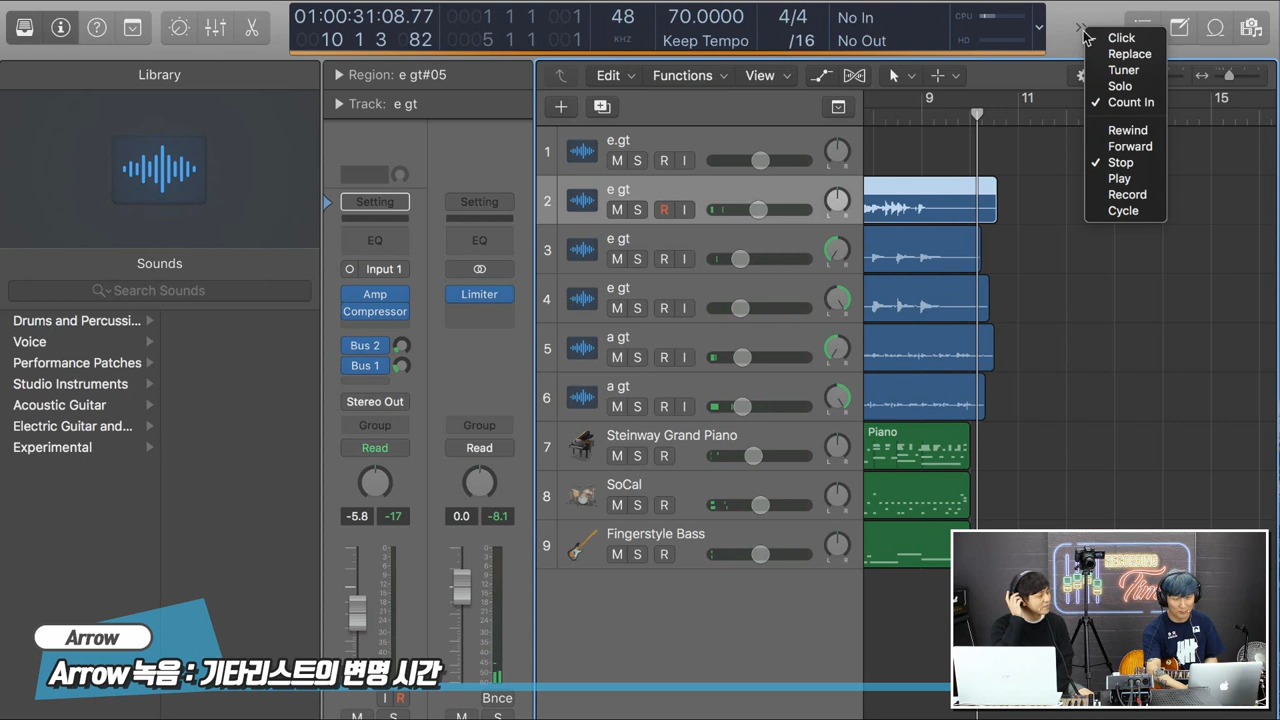 01:00:31:08.77
10 1 3 82
0001 1 1
48
KHZ
70.0000
Keep Tempo
4/4
/16
No In
No Out
CPU
HD
Click
Replace
Tuner
Solo
✓ Count In
Rewind
Forward
✓ Stop
Play
Record
Cycle
Library
Region: e gt#05
Track: e gt
Edit
Functions
View
9
11
15
Sounds
Search Sounds
Drums and Percussi...
Voice
Performance Patches
Studio Instruments
Acoustic Guitar
Electric Guitar and...
Experimental
Setting
Setting
EQ
EQ
Input 1
Amp
Compressor
Limiter
Bus 2
Bus 1
Stereo Out
Group
Group
Read
Read
-5.8
-17
0.0
-8.1
I R
Bnce
M S
M S
1 e.gt
M S R I
2 e gt
M S R I
3 e gt
M S R I
4 e gt
M S R I
5 a gt
M S R I
6 a gt
M S R I
7 Steinway Grand Piano
M S R
8 SoCal
M S R
9 Fingerstyle Bass
M S R
Piano
RECORDING
Time
Arrow
Arrow 녹음 : 기타리스트의 변명 시간